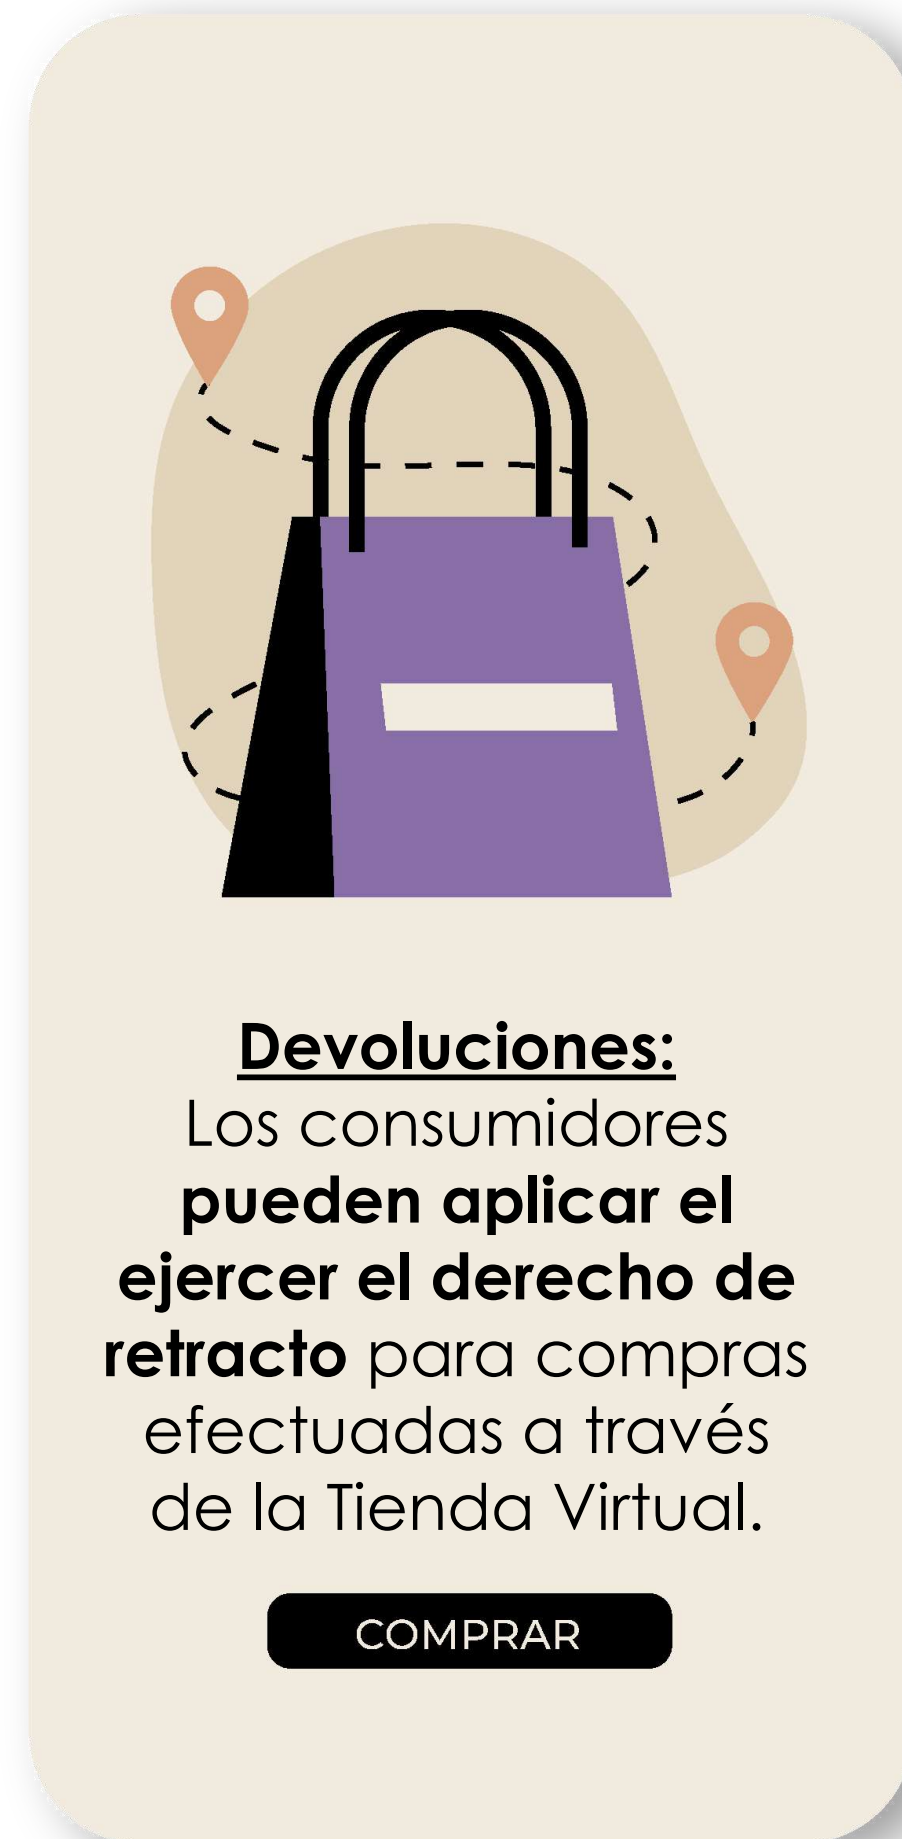 Devoluciones:
Los consumidores
pueden aplicar el
ejercer el derecho de
retracto para compras
efectuadas a través
de la Tienda Virtual.
COMPRAR